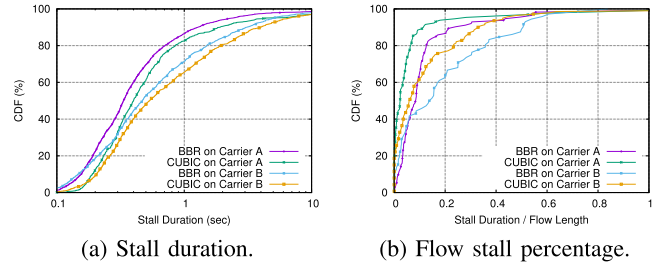 100
80
60
40
20
0
CDF (%)
BBR on Carrier A
CUBIC on Carrier A
BBR on Carrier B
CUBIC on Carrier B
0.1 1 10
Stall Duration (sec)
(a) Stall duration.
100
80
60
40
20
0
CDF (%)
BBR on Carrier A
CUBIC on Carrier A
BBR on Carrier B
CUBIC on Carrier B
0 0.2 0.4 0.6 0.8 1
Stall Duration / Flow Length
(b) Flow stall percentage.